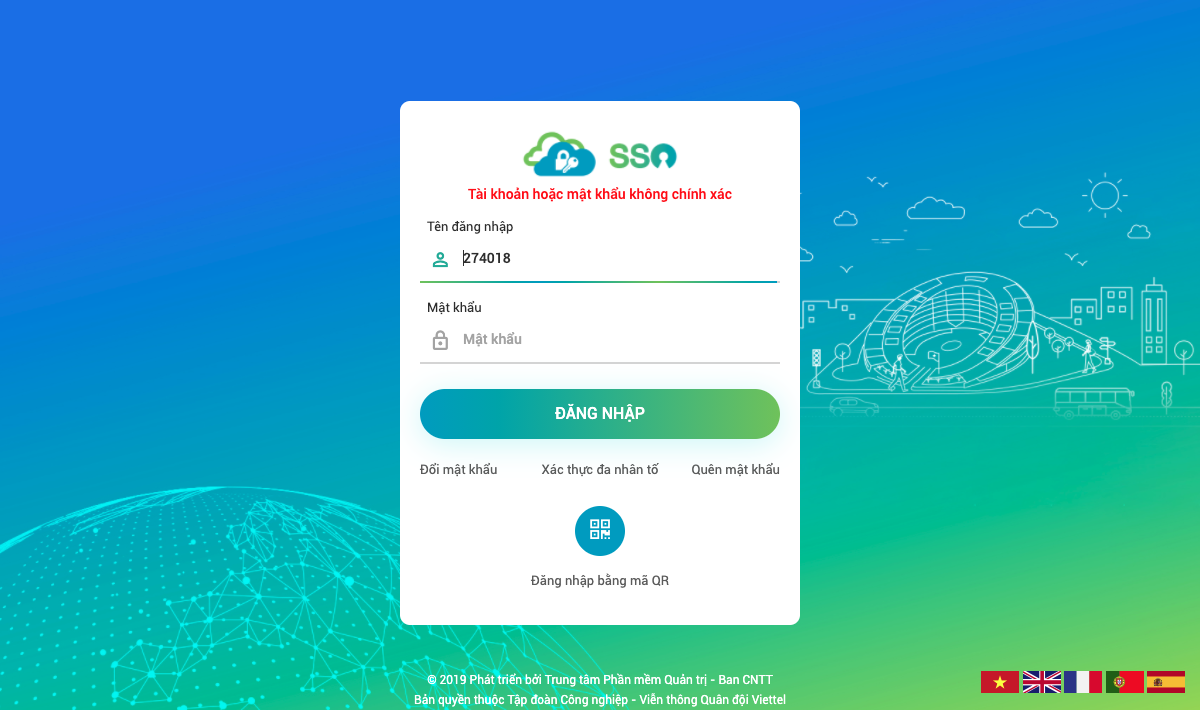 SSO
Tài khoản hoặc mật khẩu không chính xác
Tên đăng nhập
274018
Mật khẩu
Mật khẩu
ĐĂNG NHẬP
Đổi mật khẩu
Xác thực đa nhân tố
Quên mật khẩu
Đăng nhập bằng mã QR
© 2019 Phát triển bởi Trung tâm Phần mềm Quản trị - Ban CNTT
Bản quyền thuộc Tập đoàn Công nghiệp - Viễn thông Quân đội Viettel